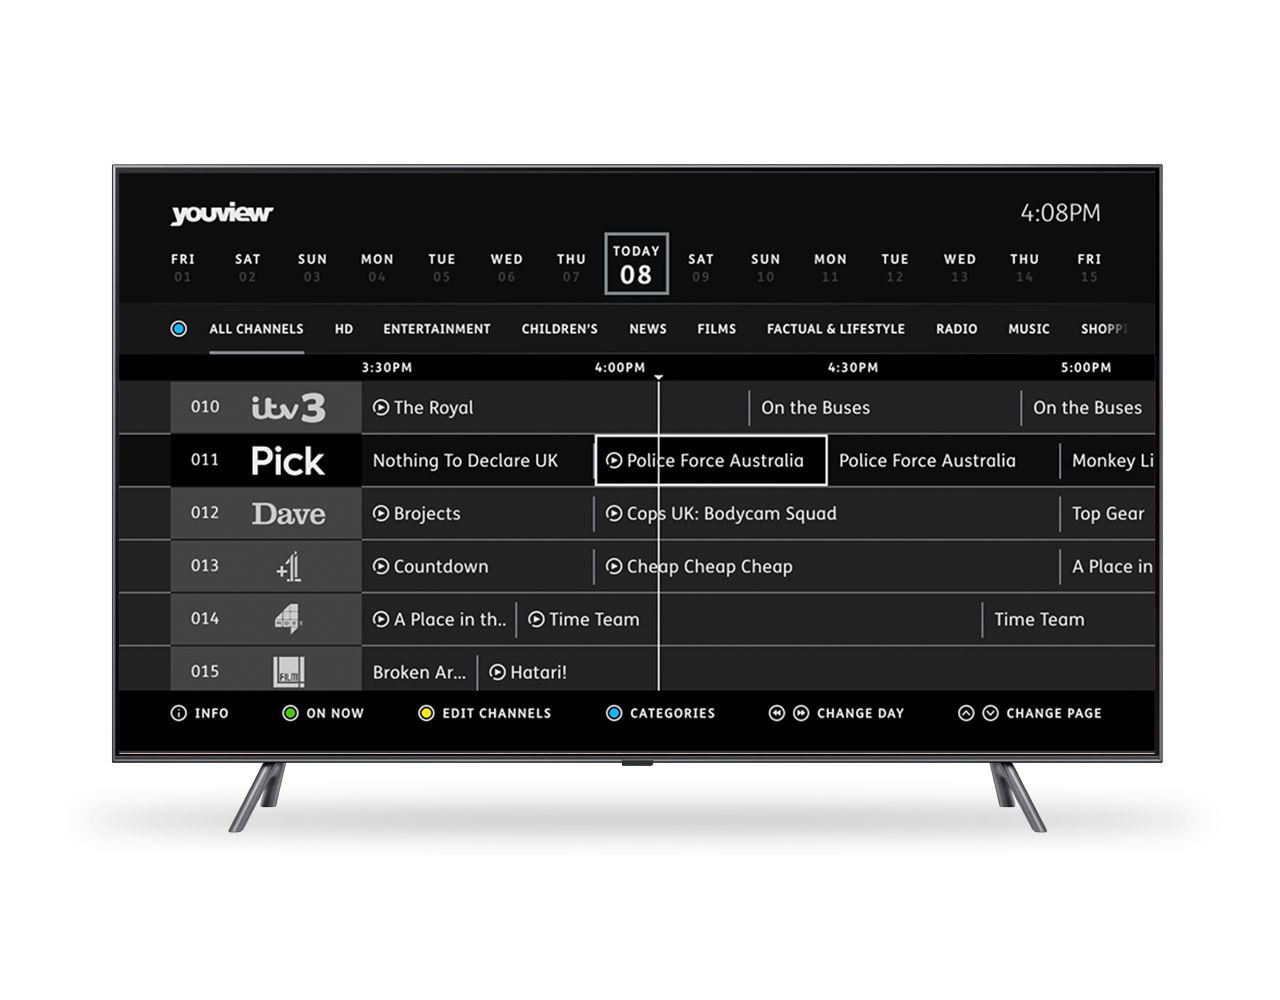 youview
4:08PM
FRI SAT SUN MON TUE WED THU TODAY SAT SUN MON TUE WED THU FRI
01 02 03 04 05 06 07 08 09 10 11 12 13 14 15
ALL CHANNELS HD ENTERTAINMENT CHILDREN'S NEWS FILMS FACTUAL & LIFESTYLE RADIO MUSIC SHOPPI
3:30PM 4:00PM 4:30PM 5:00PM
010 itv3 The Royal On the Buses On the Buses
011 Pick Nothing To Declare UK Police Force Australia Police Force Australia Monkey Li
012 Dave Brojects Cops UK: Bodycam Squad Top Gear
013 +1 Countdown Cheap Cheap Cheap A Place in
014 4 A Place in th.. Time Team Time Team
015 FILM4 Broken Ar... Hatari!
INFO ON NOW EDIT CHANNELS CATEGORIES CHANGE DAY CHANGE PAGE